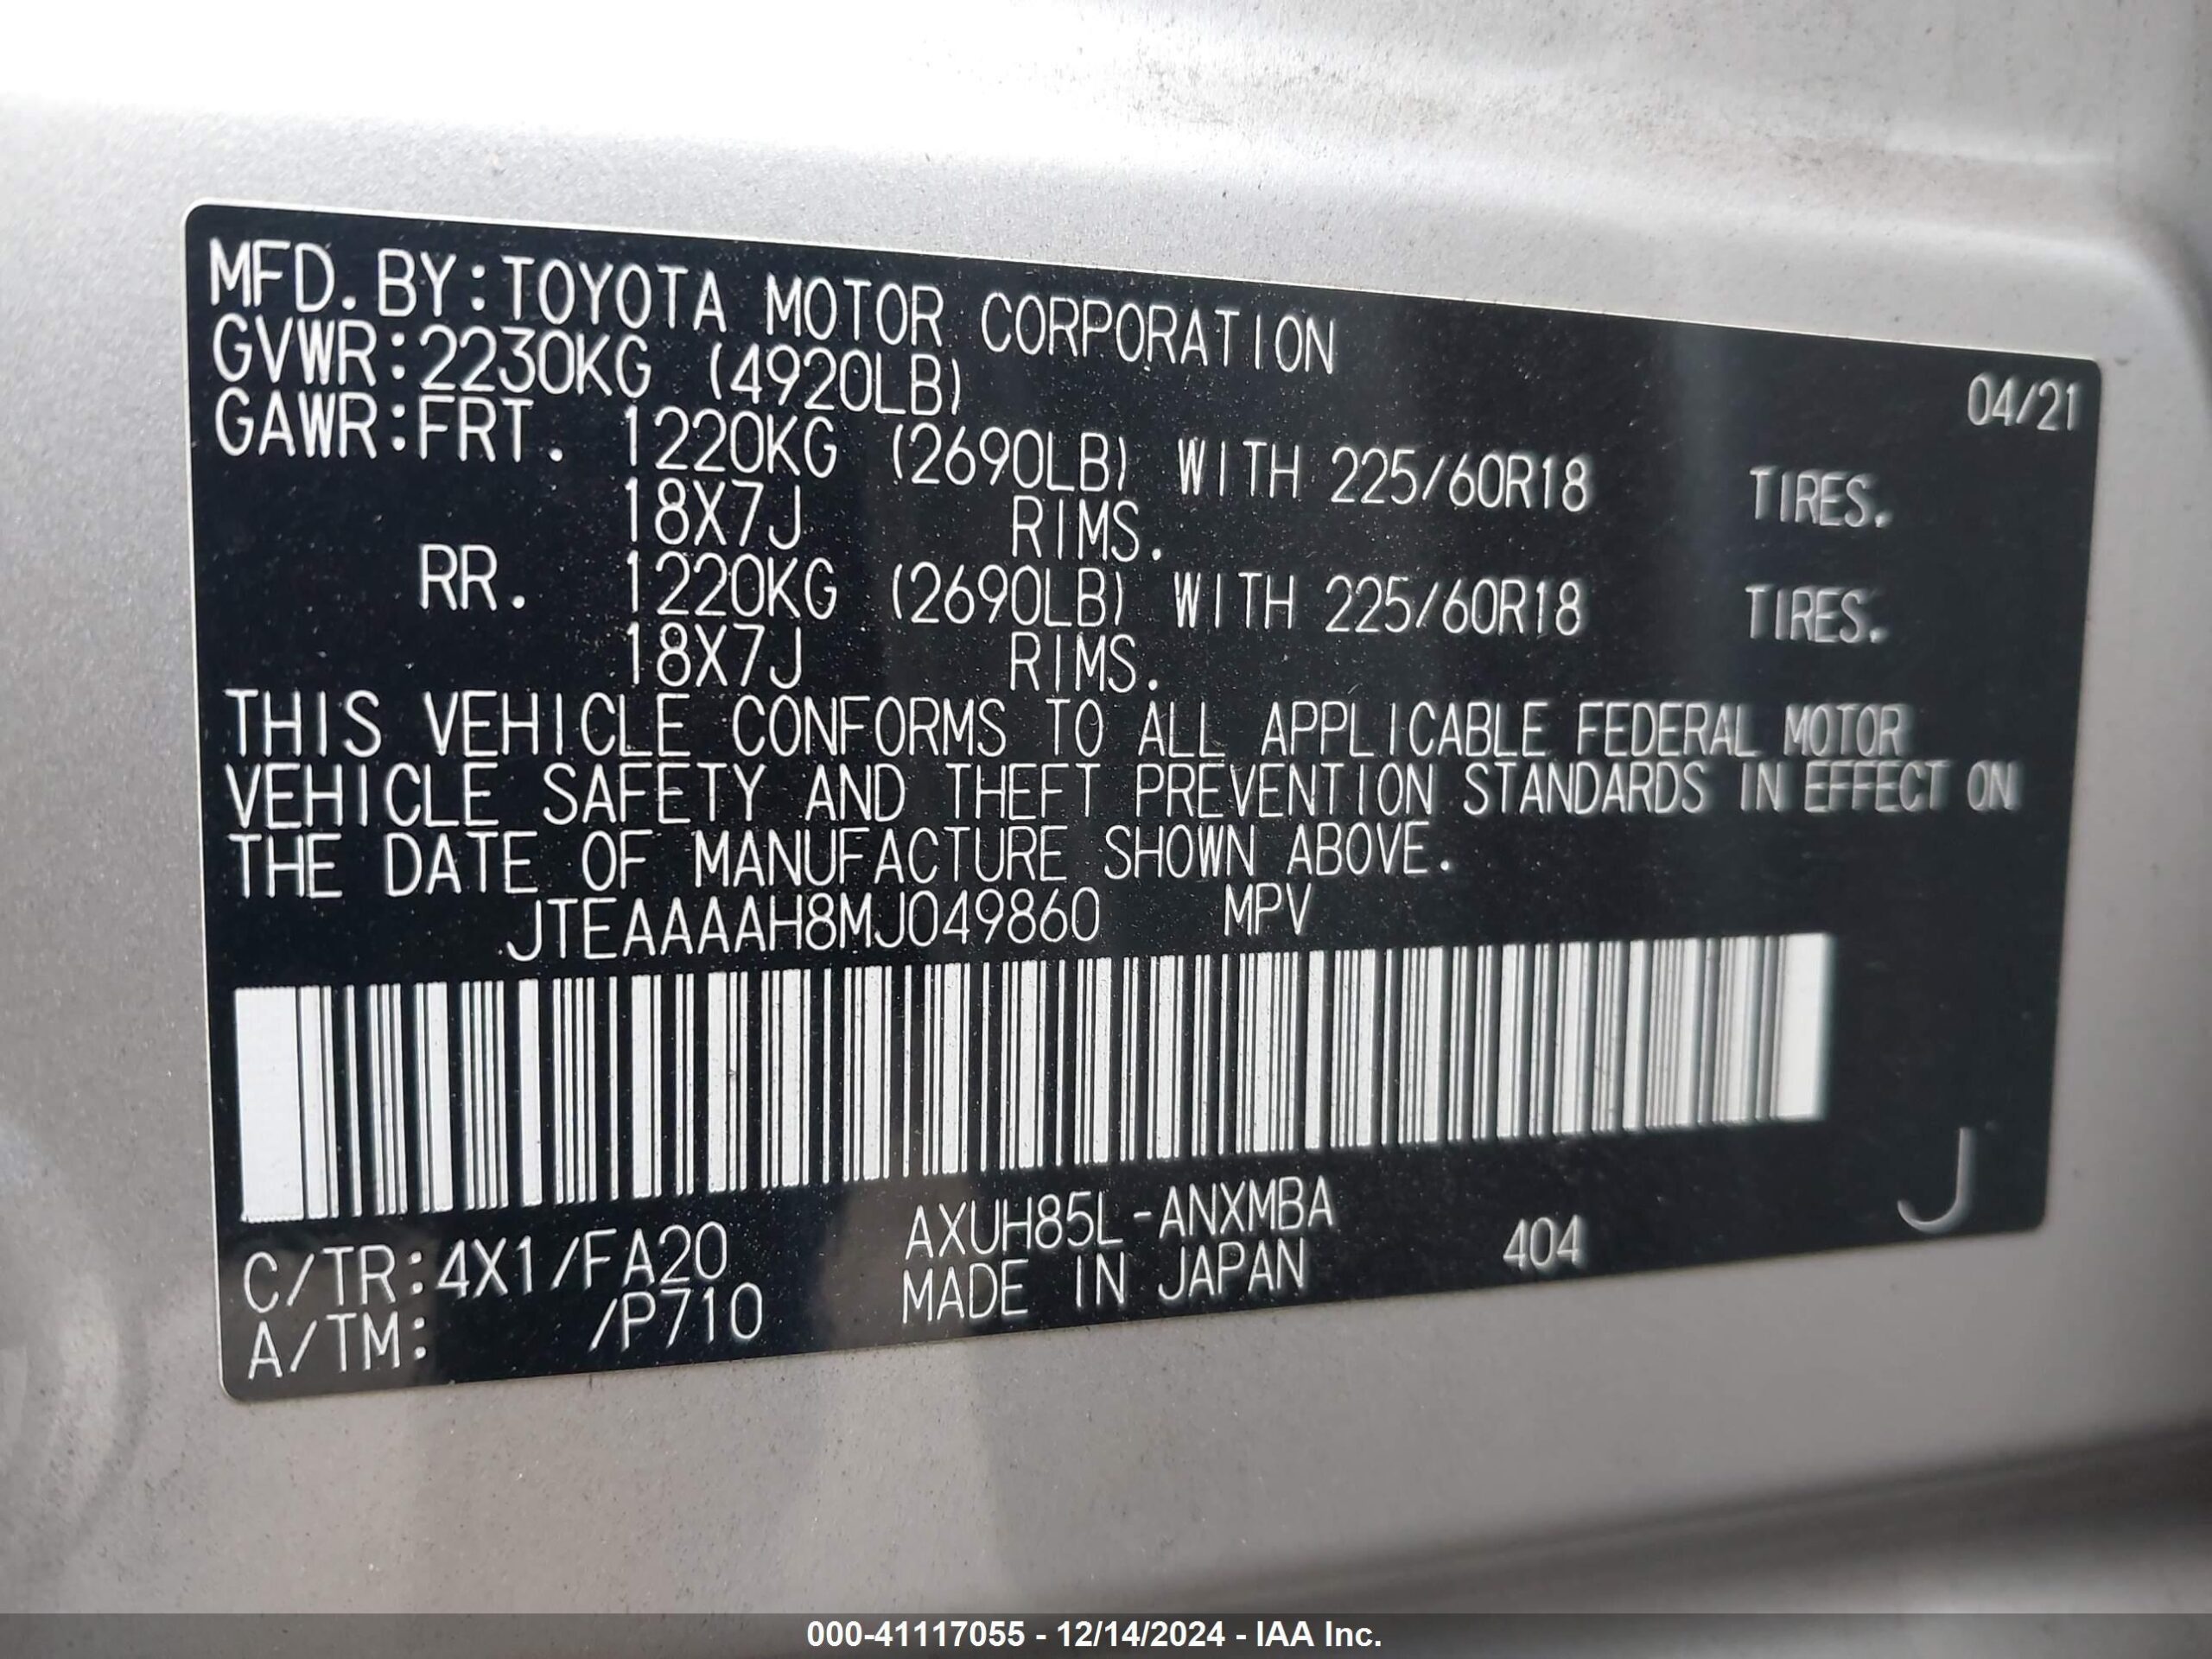 MFD. BY:TOYOTA MOTOR CORPORATION 04/21
GVWR:2230KG (4920LB)
GAWR:FRT. 1220KG (2690LB) WITH 225/60R18 TIRES.
18X7J RIMS.
RR. 1220KG (2690LB) WITH 225/60R18 TIRES.
18X7J RIMS.
THIS VEHICLE CONFORMS TO ALL APPLICABLE FEDERAL MOTOR
VEHICLE SAFETY AND THEFT PREVENTION STANDARDS IN EFFECT ON
THE DATE OF MANUFACTURE SHOWN ABOVE.
JTEAAAAH8MJ049860 MPV
C/TR:4X1/FA20 AXUH85L-ANXMBA 404 J
A/TM: /P710 MADE IN JAPAN
000-41117055 - 12/14/2024 - IAA Inc.